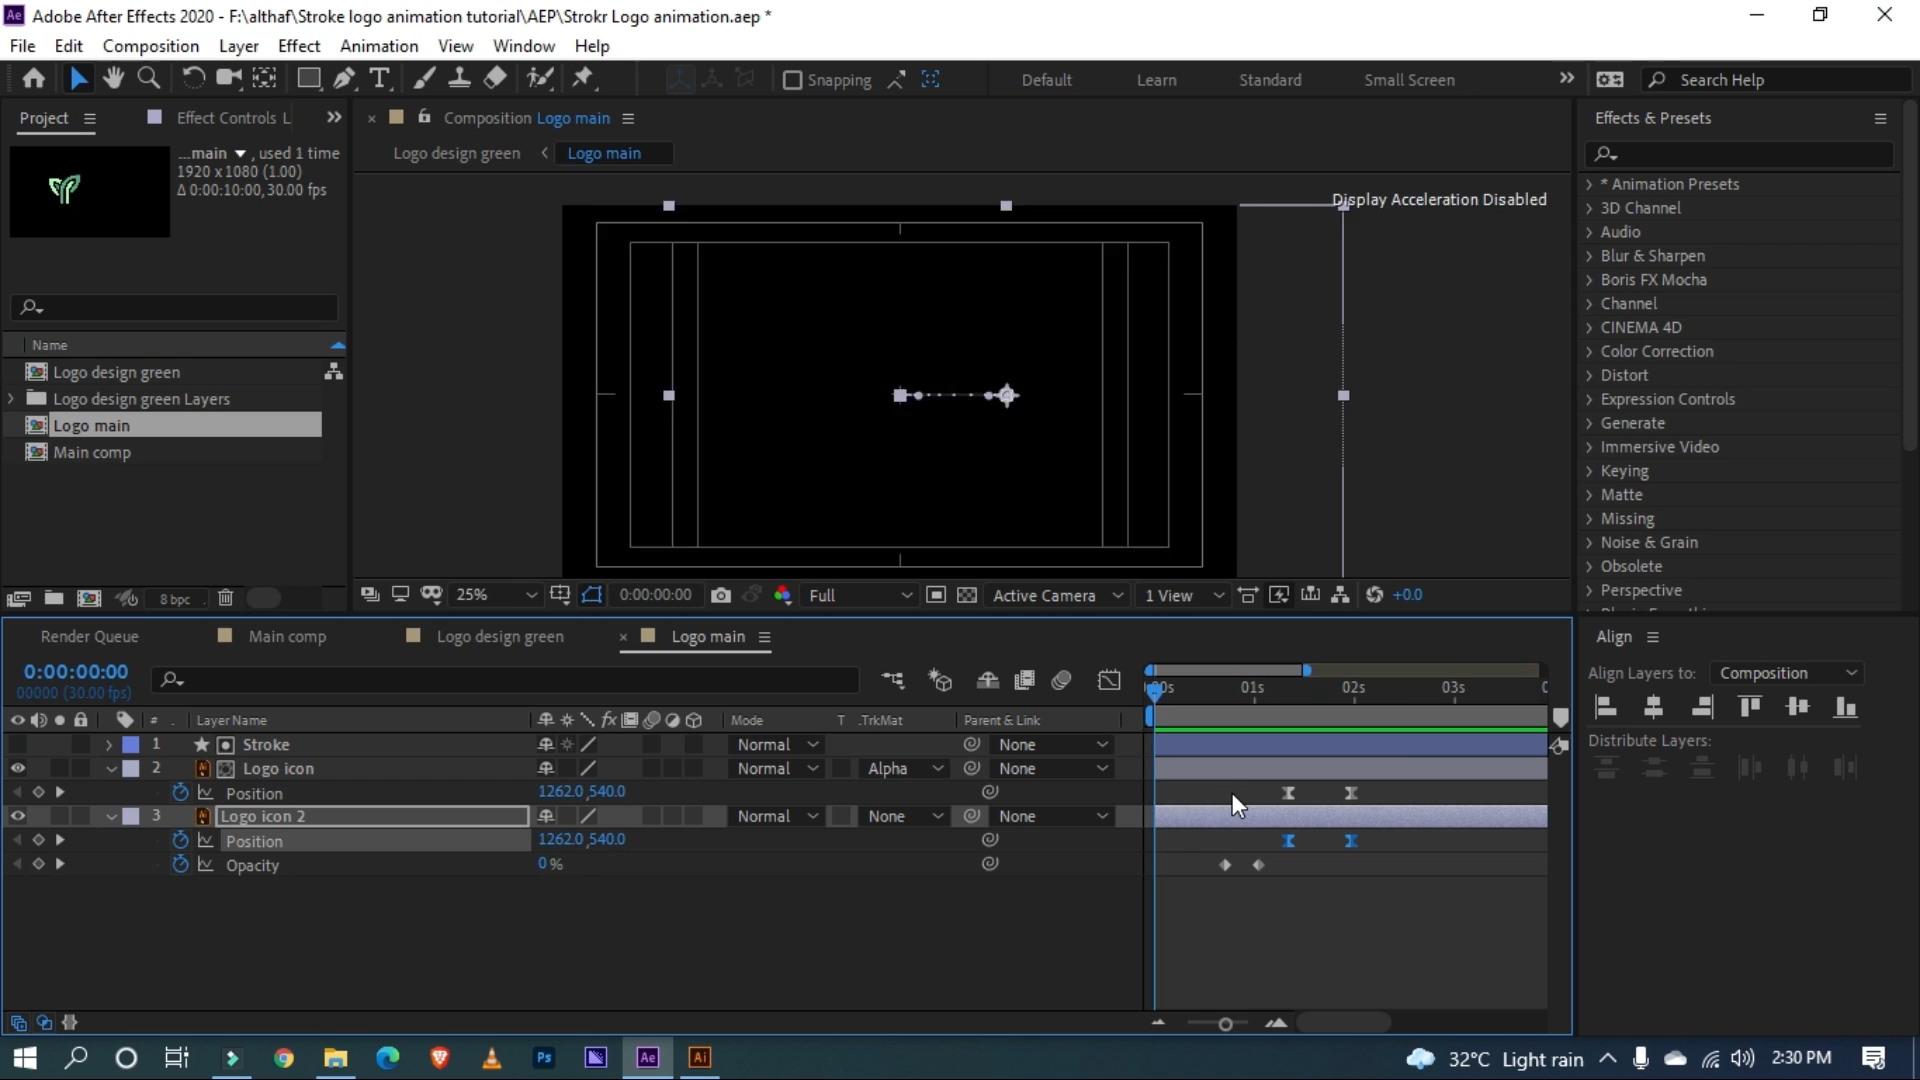 Ae Adobe After Effects 2020 - F:\althaf\Stroke logo animation tutorial\AEP\Strokr Logo animation.aep *
File Edit Composition Layer Effect Animation View Window Help
Snapping Default Learn Standard Small Screen Search Help
Project Effect Controls L
Composition Logo main
Effects & Presets
...main , used 1 time
1920 x 1080 (1.00)
Δ 0:00:10:00, 30.00 fps
Logo design green Logo main
Display Acceleration Disabled
* Animation Presets
3D Channel
Audio
Blur & Sharpen
Boris FX Mocha
Channel
CINEMA 4D
Color Correction
Distort
Expression Controls
Generate
Immersive Video
Keying
Matte
Missing
Noise & Grain
Obsolete
Perspective
Name
Logo design green
Logo design green Layers
Logo main
Main comp
8 bpc
25% 0:00:00:00 Full Active Camera 1 View +0.0
Render Queue Main comp Logo design green Logo main
Align
0:00:00:00
00000 (30.00 fps)
01s 02s 03s
Align Layers to: Composition
# Layer Name Mode T .TrkMat Parent & Link
Distribute Layers:
1 Stroke Normal None
2 Logo icon Normal Alpha None
Position 1262.0,540.0
3 Logo icon 2 Normal None None
Position 1262.0,540.0
Opacity 0 %
Ps Ae Ai 32°C Light rain 2:30 PM